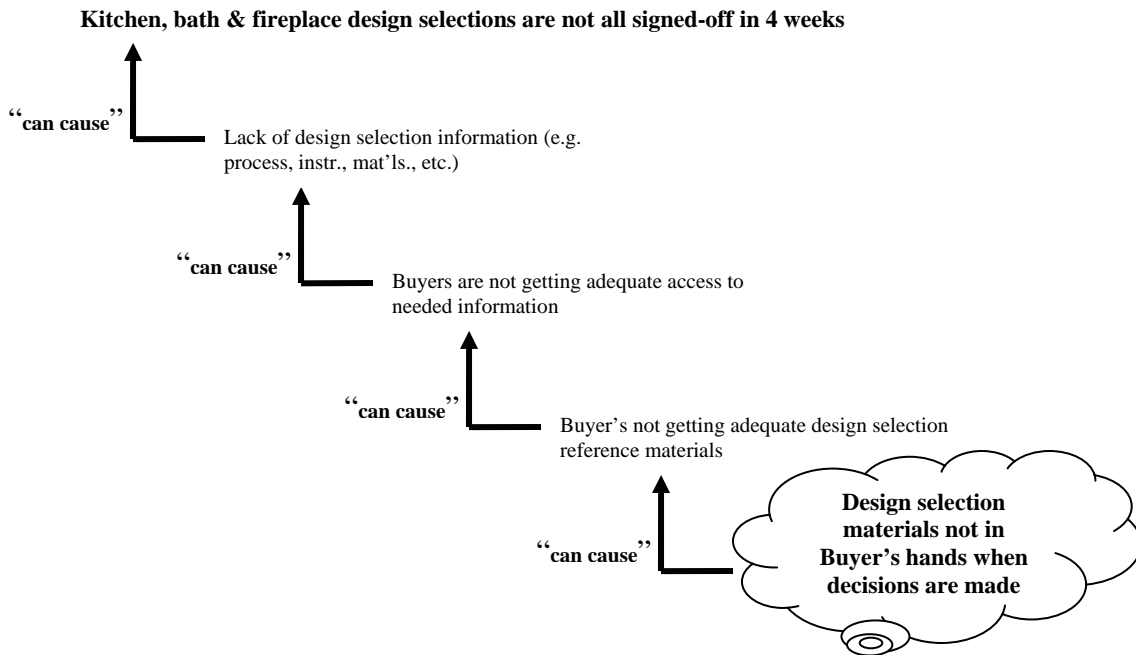 Kitchen, bath & fireplace design selections are not all signed-off in 4 weeks
“can cause”
Lack of design selection information (e.g.
process, instr., mat’ls., etc.)
“can cause”
Buyers are not getting adequate access to
needed information
“can cause”
Buyer’s not getting adequate design selection
reference materials
“can cause”
Design selection
materials not in
Buyer’s hands when
decisions are made